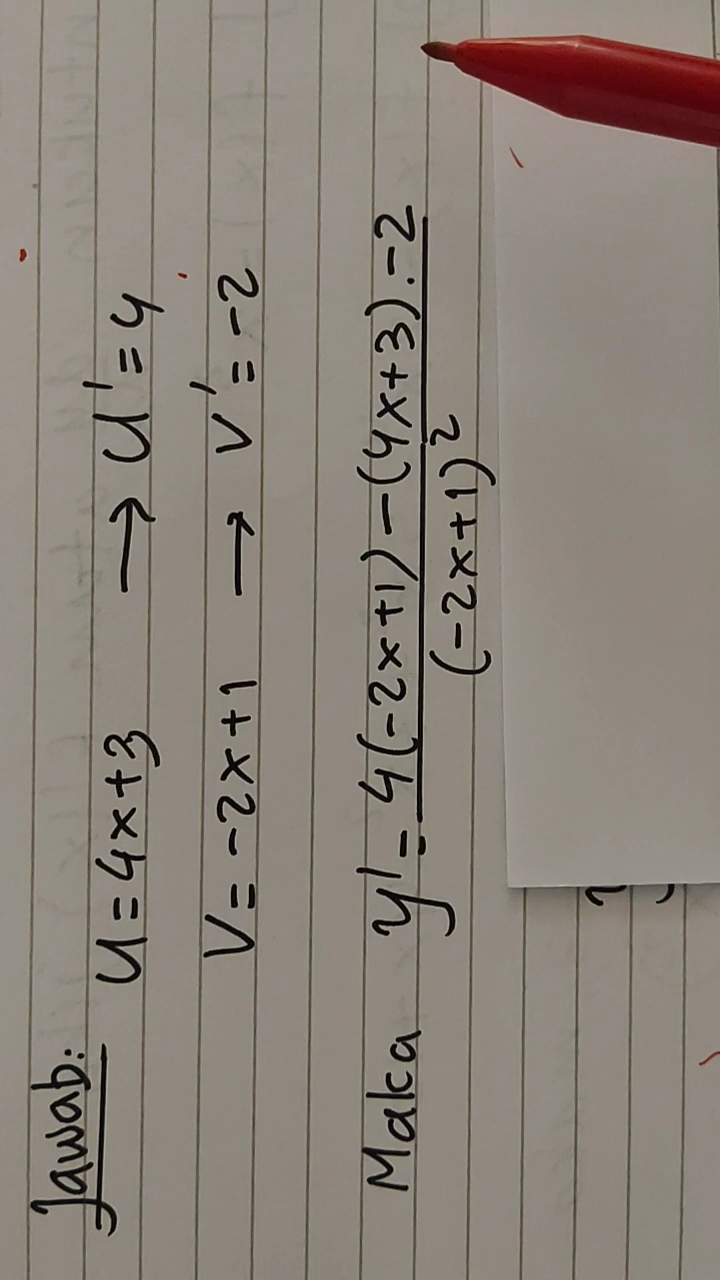 Jawab:
U = 4x + 3 → U' = 4
V = -2x + 1 → V' = -2
Maka y' = 4(-2x+1) - (4x+3) . -2
(-2x+1)²